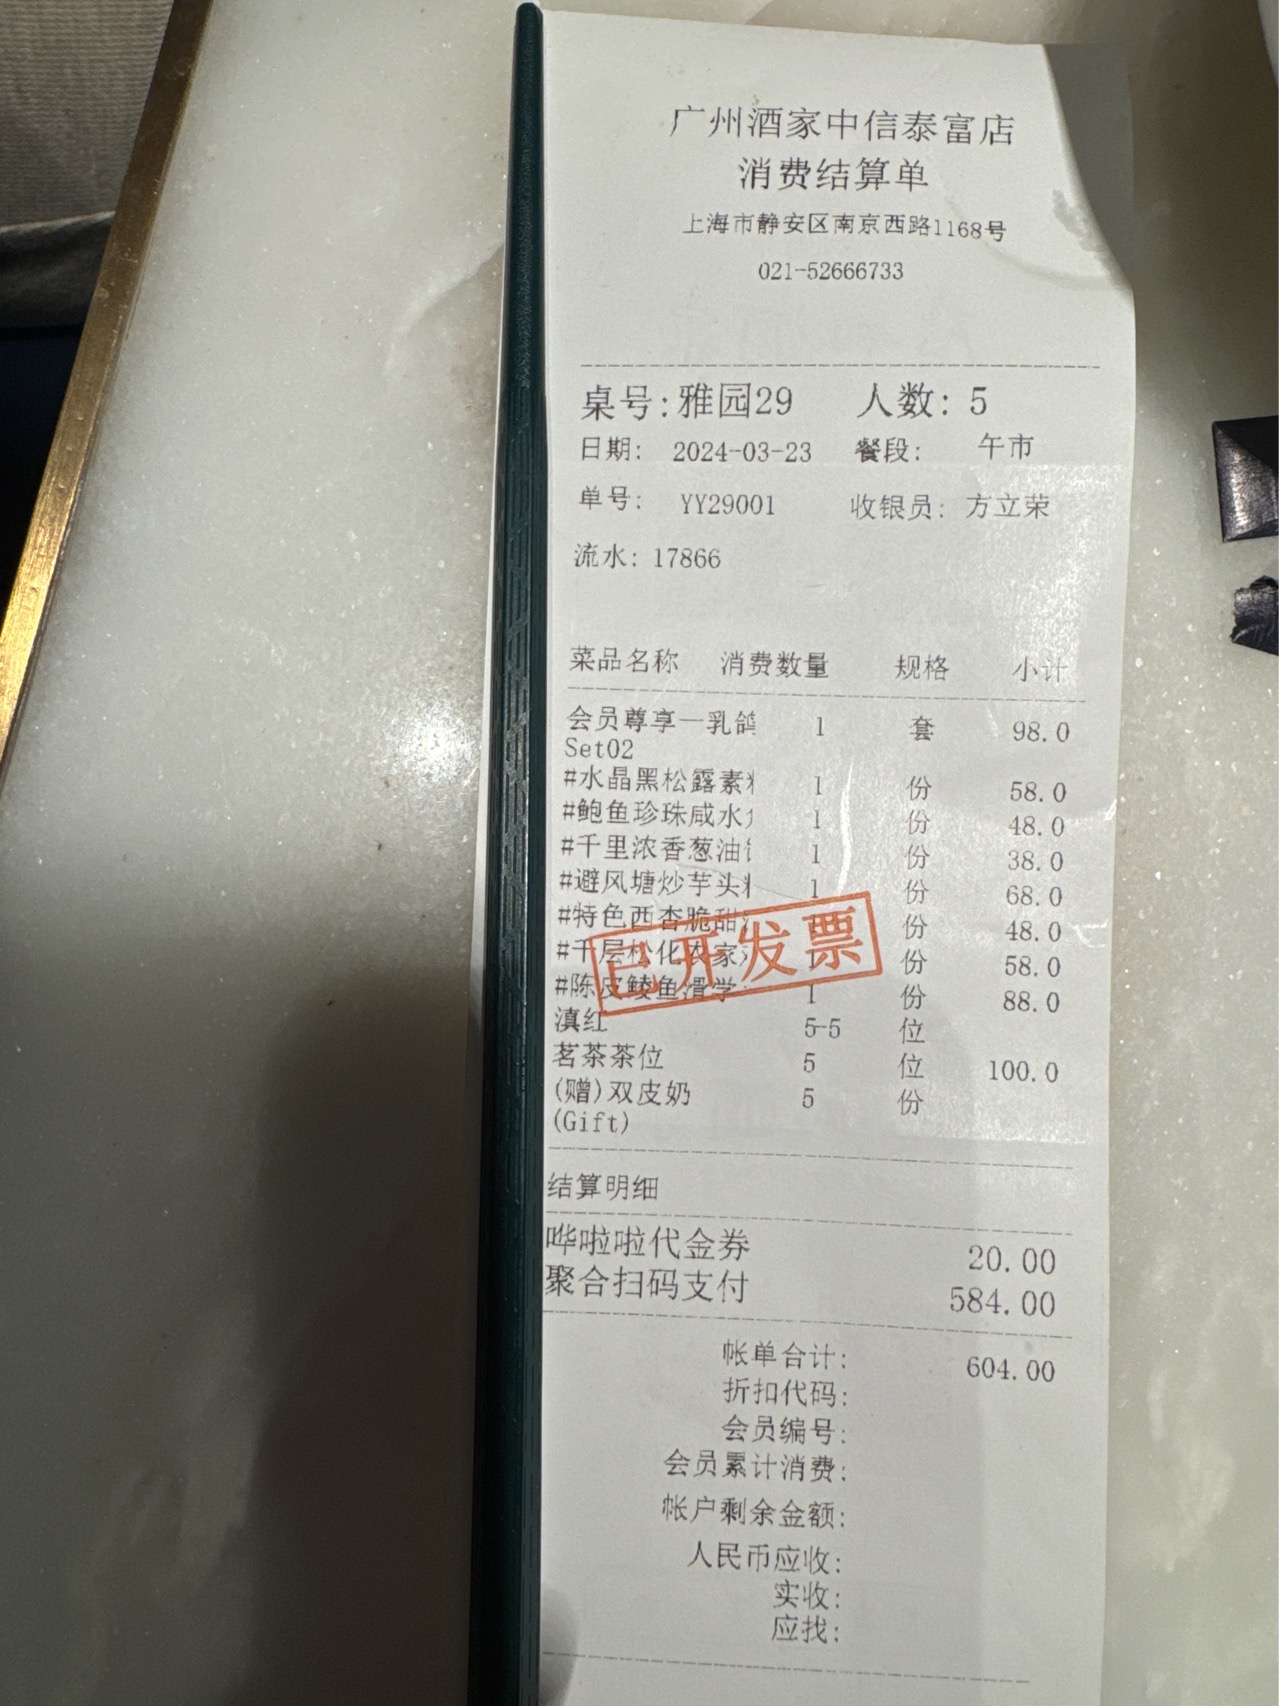 广州酒家中信泰富店
消费结算单
上海市静安区南京西路1168号
021-52666733
桌号:雅园29 人数: 5
日期: 2024-03-23 餐段: 午市
单号: YY29001 收银员: 方立荣
流水: 17866
菜品名称 消费数量 规格 小计
会员尊享一乳鸽 1 套 98.0
Set02
#水晶黑松露素 1 份 58.0
#鲍鱼珍珠咸水 1 份 48.0
#千里浓香葱油 1 份 38.0
#避风塘炒芋头 1 份 68.0
#特色西杏脆甜 1 份 48.0
#千层松化农家 1 份 58.0
#陈皮鲮鱼滑 1 份 88.0
已开发票
滇红 5-5 位
茗茶茶位 5 位 100.0
(赠)双皮奶 5 份
(Gift)
结算明细
哗啦啦代金券 20.00
聚合扫码支付 584.00
帐单合计: 604.00
折扣代码:
会员编号:
会员累计消费:
帐户剩余金额:
人民币应收:
实收:
应找: